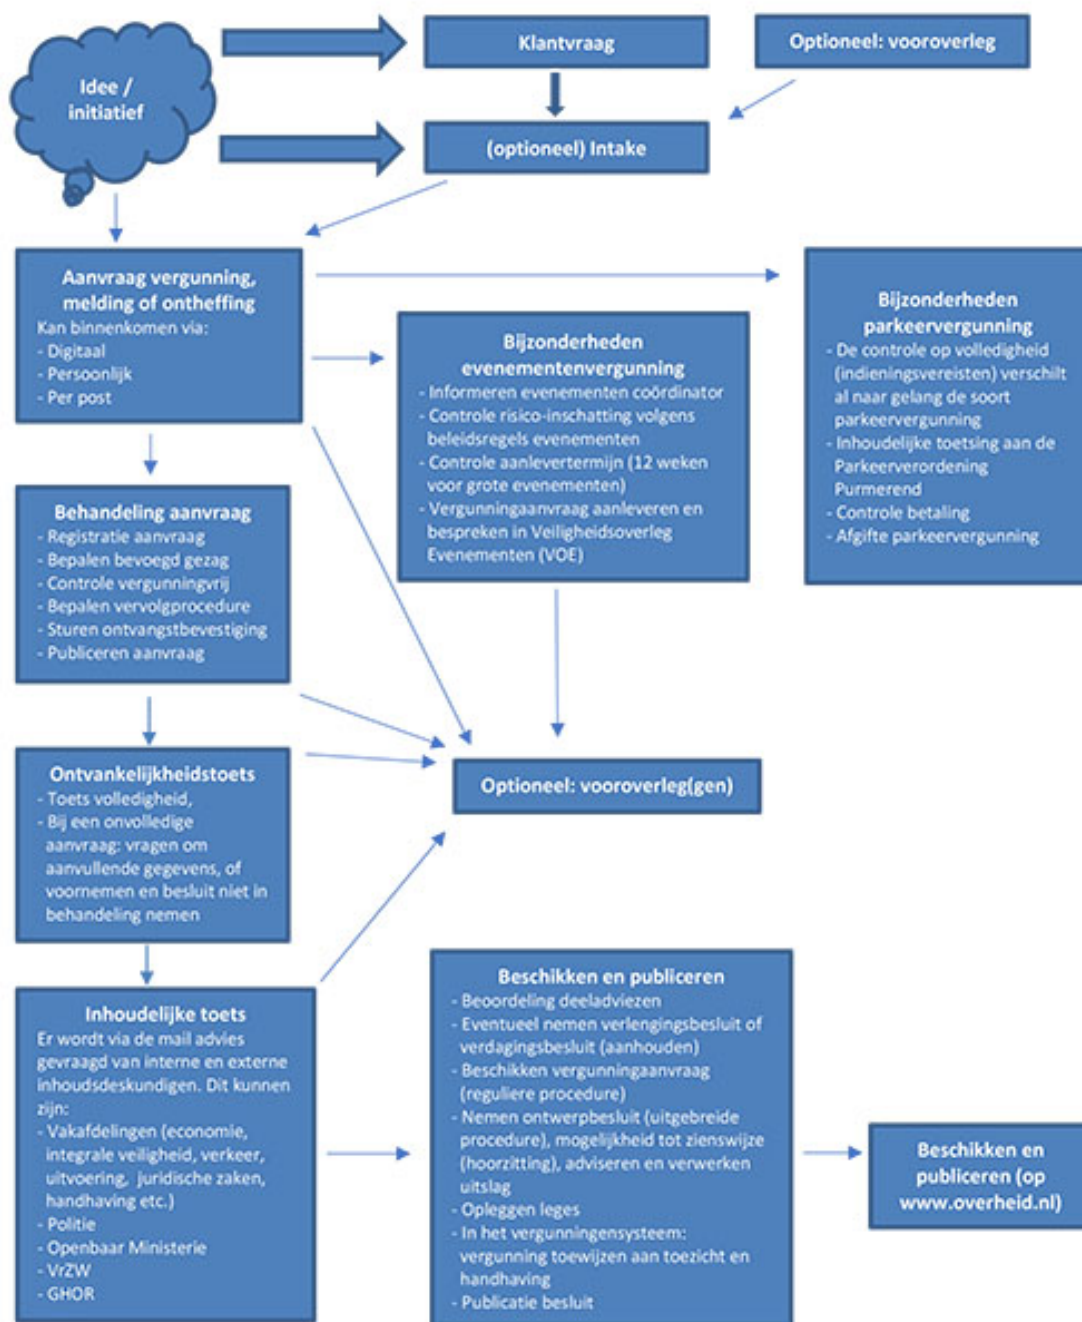 Idee /
initiatief
Klantvraag
Optioneel: vooroverleg
(optioneel) Intake
Aanvraag vergunning,
melding of ontheffing
Kan binnenkomen via:
- Digitaal
- Persoonlijk
- Per post
Bijzonderheden
evenementenvergunning
- Informeren evenementen coördinator
- Controle risico-inschatting volgens
beleidsregels evenementen
- Controle aanlevertermijn (12 weken
voor grote evenementen)
- Vergunningaanvraag aanleveren en
bespreken in Veiligheidsoverleg
Evenementen (VOE)
Bijzonderheden
parkeervergunning
- De controle op volledigheid
(indieningsvereisten) verschilt
al naar gelang de soort
parkeervergunning
- Inhoudelijke toetsing aan de
Parkeerverordening
Purmerend
- Controle betaling
- Afgifte parkeervergunning
Behandeling aanvraag
- Registratie aanvraag
- Bepalen bevoegd gezag
- Controle vergunningvrij
- Bepalen vervolgprocedure
- Sturen ontvangstbevestiging
- Publiceren aanvraag
Ontvankelijkheidstoets
- Toets volledigheid,
- Bij een onvolledige
aanvraag: vragen om
aanvullende gegevens, of
voornemen en besluit niet in
behandeling nemen
Optioneel: vooroverleg(gen)
Inhoudelijke toets
Er wordt via de mail advies
gevraagd van interne en externe
inhoudsdeskundigen. Dit kunnen
zijn:
- Vakafdelingen (economie,
integrale veiligheid, verkeer,
uitvoering, juridische zaken,
handhaving etc.)
- Politie
- Openbaar Ministerie
- VrZW
- GHOR
Beschikken en publiceren
- Beoordeling deeladviezen
- Eventueel nemen verlengingsbesluit of
verdagingsbesluit (aanhouden)
- Beschikken vergunningaanvraag
(reguliere procedure)
- Nemen ontwerpbesluit (uitgebreide
procedure), mogelijkheid tot zienswijze
(hoorzitting), adviseren en verwerken
uitslag
- Opleggen leges
- In het vergunningensysteem:
vergunning toewijzen aan toezicht en
handhaving
- Publicatie besluit
Beschikken en
publiceren (op
www.overheid.nl)